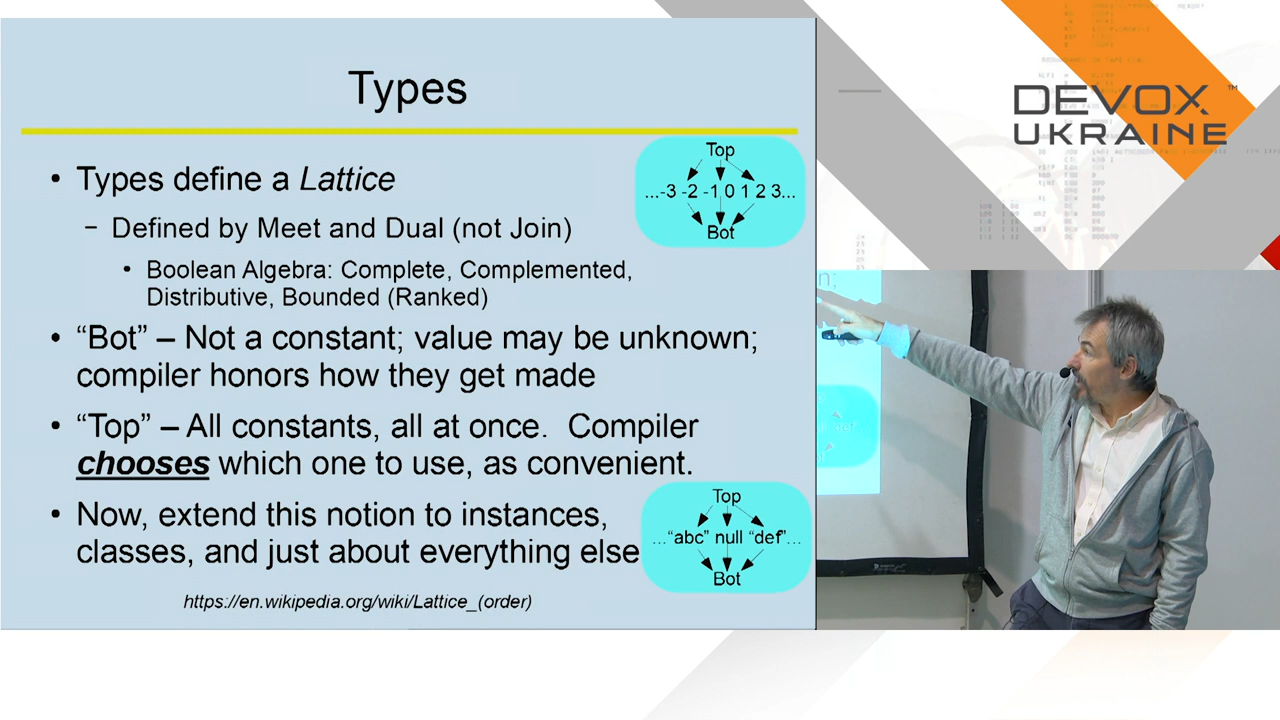 Types
• Types define a Lattice
– Defined by Meet and Dual (not Join)
• Boolean Algebra: Complete, Complemented,
Distributive, Bounded (Ranked)
• “Bot” – Not a constant; value may be unknown;
compiler honors how they get made
• “Top” – All constants, all at once.  Compiler
chooses which one to use, as convenient.
• Now, extend this notion to instances,
classes, and just about everything else
https://en.wikipedia.org/wiki/Lattice_(order)
Top
...-3 -2 -1 0 1 2 3...
Bot
Top
...“abc” null “def”...
Bot
DEVOX™
UKRAINE
n;